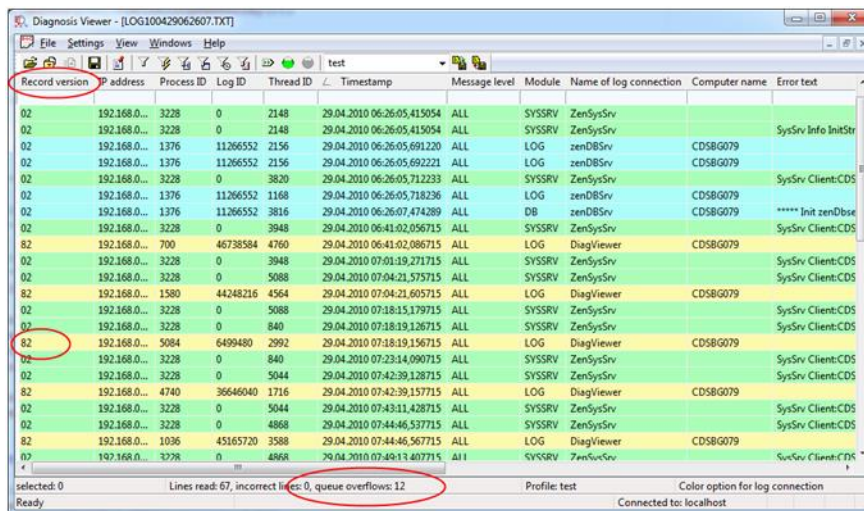 Diagnosis Viewer - [LOG100429062607.TXT]
File Settings View Windows Help
test
Record version IP address Process ID Log ID Thread ID Timestamp Message level Module Name of log connection Computer name Error text
02 192.168.0... 3228 0 2148 29.04.2010 06:26:05,415054 ALL SYSSRV ZenSysSrv
02 192.168.0... 3228 0 2148 29.04.2010 06:26:05,415054 ALL SYSSRV ZenSysSrv SysSrv Info InitStr
02 192.168.0... 1376 11266552 2156 29.04.2010 06:26:05,691220 ALL LOG zenDBSrv CDSBG079
02 192.168.0... 1376 11266552 2156 29.04.2010 06:26:05,692221 ALL LOG zenDBSrv CDSBG079
02 192.168.0... 3228 0 3820 29.04.2010 06:26:05,712233 ALL SYSSRV ZenSysSrv SysSrv Client:CDS
02 192.168.0... 1376 11266552 1168 29.04.2010 06:26:05,718236 ALL LOG zenDBSrv CDSBG079
02 192.168.0... 1376 11266552 3816 29.04.2010 06:26:07,474289 ALL DB zenDBSrv CDSBG079 ***** Init zenDbse
02 192.168.0... 3228 0 3948 29.04.2010 06:41:02,056715 ALL SYSSRV ZenSysSrv SysSrv Client:CDS
82 192.168.0... 700 46738584 4760 29.04.2010 06:41:02,086715 ALL LOG DiagViewer CDSBG079
02 192.168.0... 3228 0 3948 29.04.2010 07:01:19,271715 ALL SYSSRV ZenSysSrv SysSrv Client:CDS
02 192.168.0... 3228 0 5088 29.04.2010 07:04:21,575715 ALL SYSSRV ZenSysSrv SysSrv Client:CDS
82 192.168.0... 1580 44248216 4564 29.04.2010 07:04:21,605715 ALL LOG DiagViewer CDSBG079
02 192.168.0... 3228 0 5088 29.04.2010 07:18:15,179715 ALL SYSSRV ZenSysSrv SysSrv Client:CDS
02 192.168.0... 3228 0 840 29.04.2010 07:18:19,126715 ALL SYSSRV ZenSysSrv SysSrv Client:CDS
82 192.168.0... 5084 6499480 2992 29.04.2010 07:18:19,156715 ALL LOG DiagViewer CDSBG079
02 192.168.0... 3228 0 840 29.04.2010 07:23:14,090715 ALL SYSSRV ZenSysSrv SysSrv Client:CDS
02 192.168.0... 3228 0 5044 29.04.2010 07:42:39,128715 ALL SYSSRV ZenSysSrv SysSrv Client:CDS
82 192.168.0... 4740 36646040 1716 29.04.2010 07:42:39,157715 ALL LOG DiagViewer CDSBG079
02 192.168.0... 3228 0 5044 29.04.2010 07:43:11,428715 ALL SYSSRV ZenSysSrv SysSrv Client:CDS
02 192.168.0... 3228 0 4868 29.04.2010 07:44:46,537715 ALL SYSSRV ZenSysSrv SysSrv Client:CDS
82 192.168.0... 1036 45165720 3588 29.04.2010 07:44:46,567715 ALL LOG DiagViewer CDSBG079
02 192.168.0... 3228 0 4868 29.04.2010 07:49:13,407715 ALL SYSSRV ZenSysSrv SysSrv Client:CDS
selected: 0 Lines read: 67, incorrect lines: 0, queue overflows: 12 Profile: test Color option for log connection
Ready Connected to: localhost